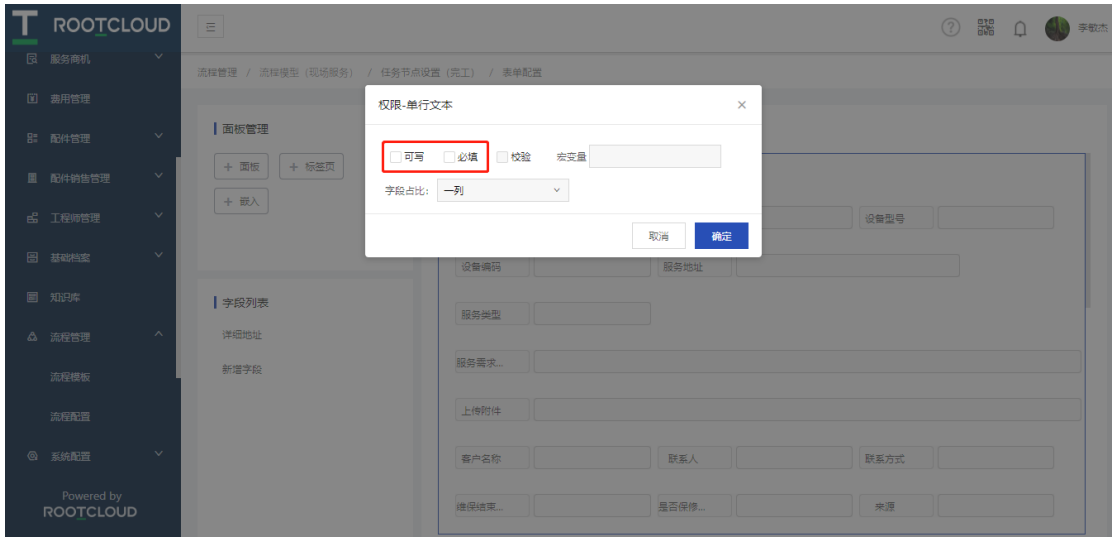 ROOTCLOUD
李敏杰
服务商机
费用管理
配件管理
配件销售管理
工程师管理
基础档案
知识库
流程管理
流程模板
流程配置
系统配置
Powered by
ROOTCLOUD
流程管理 / 流程模型（现场服务） / 任务节点设置（完工） / 表单配置
面板管理
+ 面板 + 标签页
+ 嵌入
字段列表
详细地址
新增字段
权限-单行文本 ×
可写 必填 校验 宏变量
字段占比: 一列
取消 确定
设备型号
设备编码 服务地址
服务类型
服务需求...
上传附件
客户名称 联系人 联系方式
维保结束... 是否保修... 来源